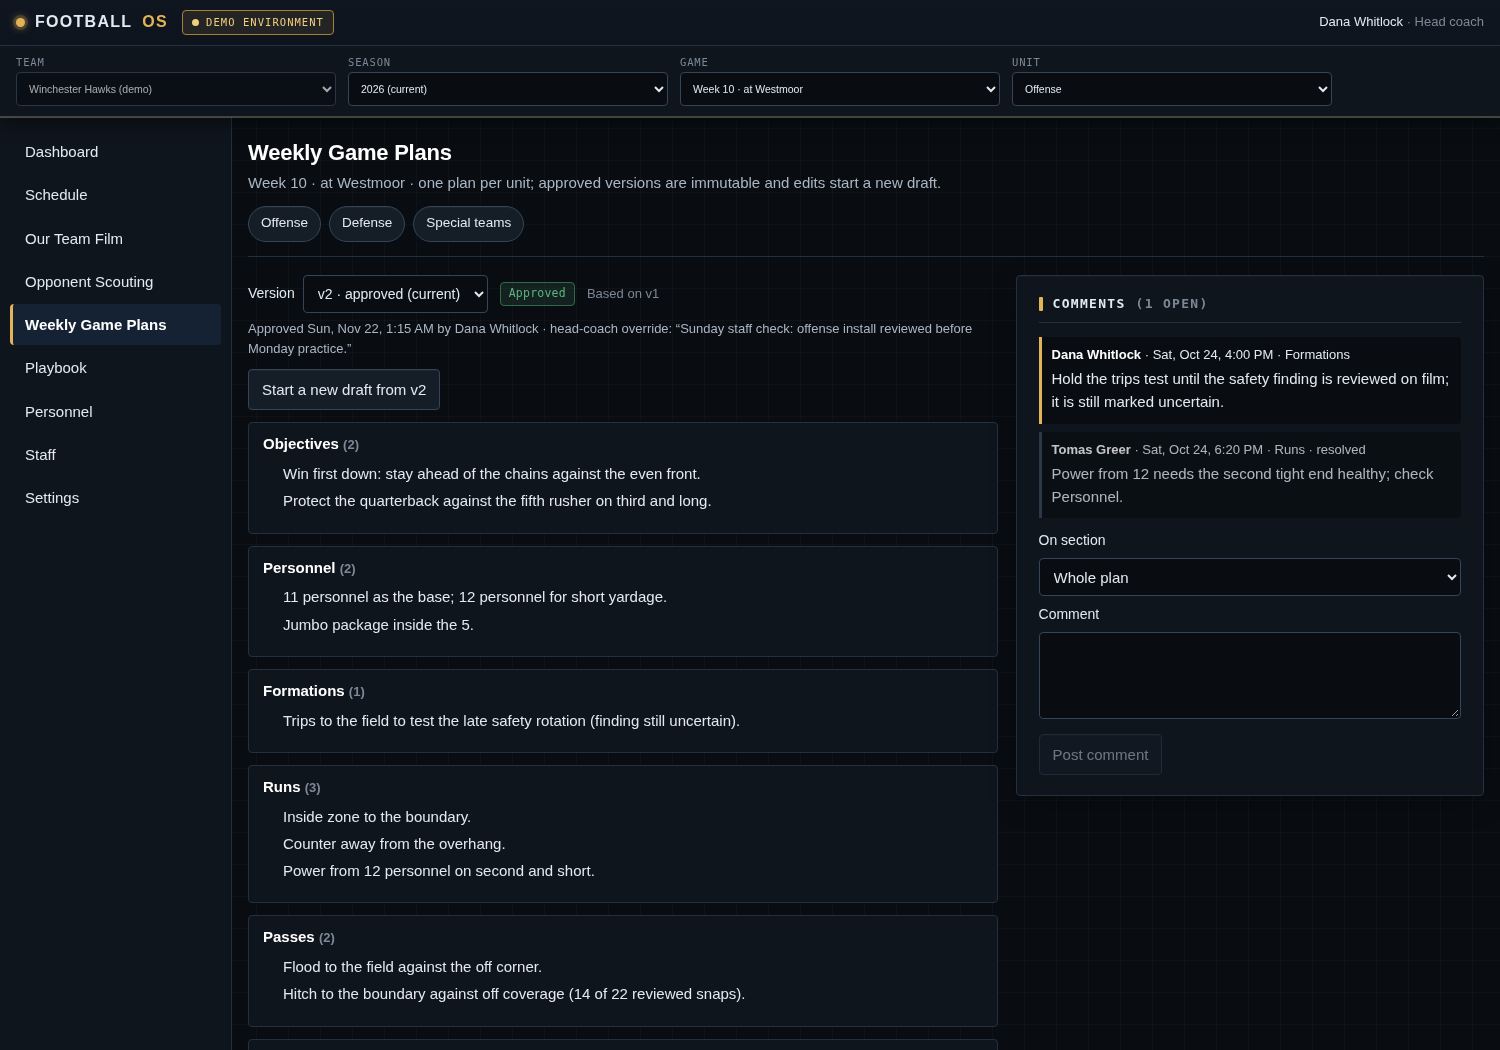 FOOTBALL OS
DEMO ENVIRONMENT
Dana Whitlock · Head coach
TEAM
Winchester Hawks (demo)
SEASON
2026 (current)
GAME
Week 10 · at Westmoor
UNIT
Offense
Dashboard
Schedule
Our Team Film
Opponent Scouting
Weekly Game Plans
Playbook
Personnel
Staff
Settings
Weekly Game Plans
Week 10 · at Westmoor · one plan per unit; approved versions are immutable and edits start a new draft.
Offense
Defense
Special teams
Version
v2 · approved (current)
Approved
Based on v1
Approved Sun, Nov 22, 1:15 AM by Dana Whitlock · head-coach override: “Sunday staff check: offense install reviewed before
Monday practice.”
Start a new draft from v2
Objectives (2)
Win first down: stay ahead of the chains against the even front.
Protect the quarterback against the fifth rusher on third and long.
Personnel (2)
11 personnel as the base; 12 personnel for short yardage.
Jumbo package inside the 5.
Formations (1)
Trips to the field to test the late safety rotation (finding still uncertain).
Runs (3)
Inside zone to the boundary.
Counter away from the overhang.
Power from 12 personnel on second and short.
Passes (2)
Flood to the field against the off corner.
Hitch to the boundary against off coverage (14 of 22 reviewed snaps).
COMMENTS (1 OPEN)
Dana Whitlock · Sat, Oct 24, 4:00 PM · Formations
Hold the trips test until the safety finding is reviewed on film;
it is still marked uncertain.
Tomas Greer · Sat, Oct 24, 6:20 PM · Runs · resolved
Power from 12 needs the second tight end healthy; check
Personnel.
On section
Whole plan
Comment
Post comment